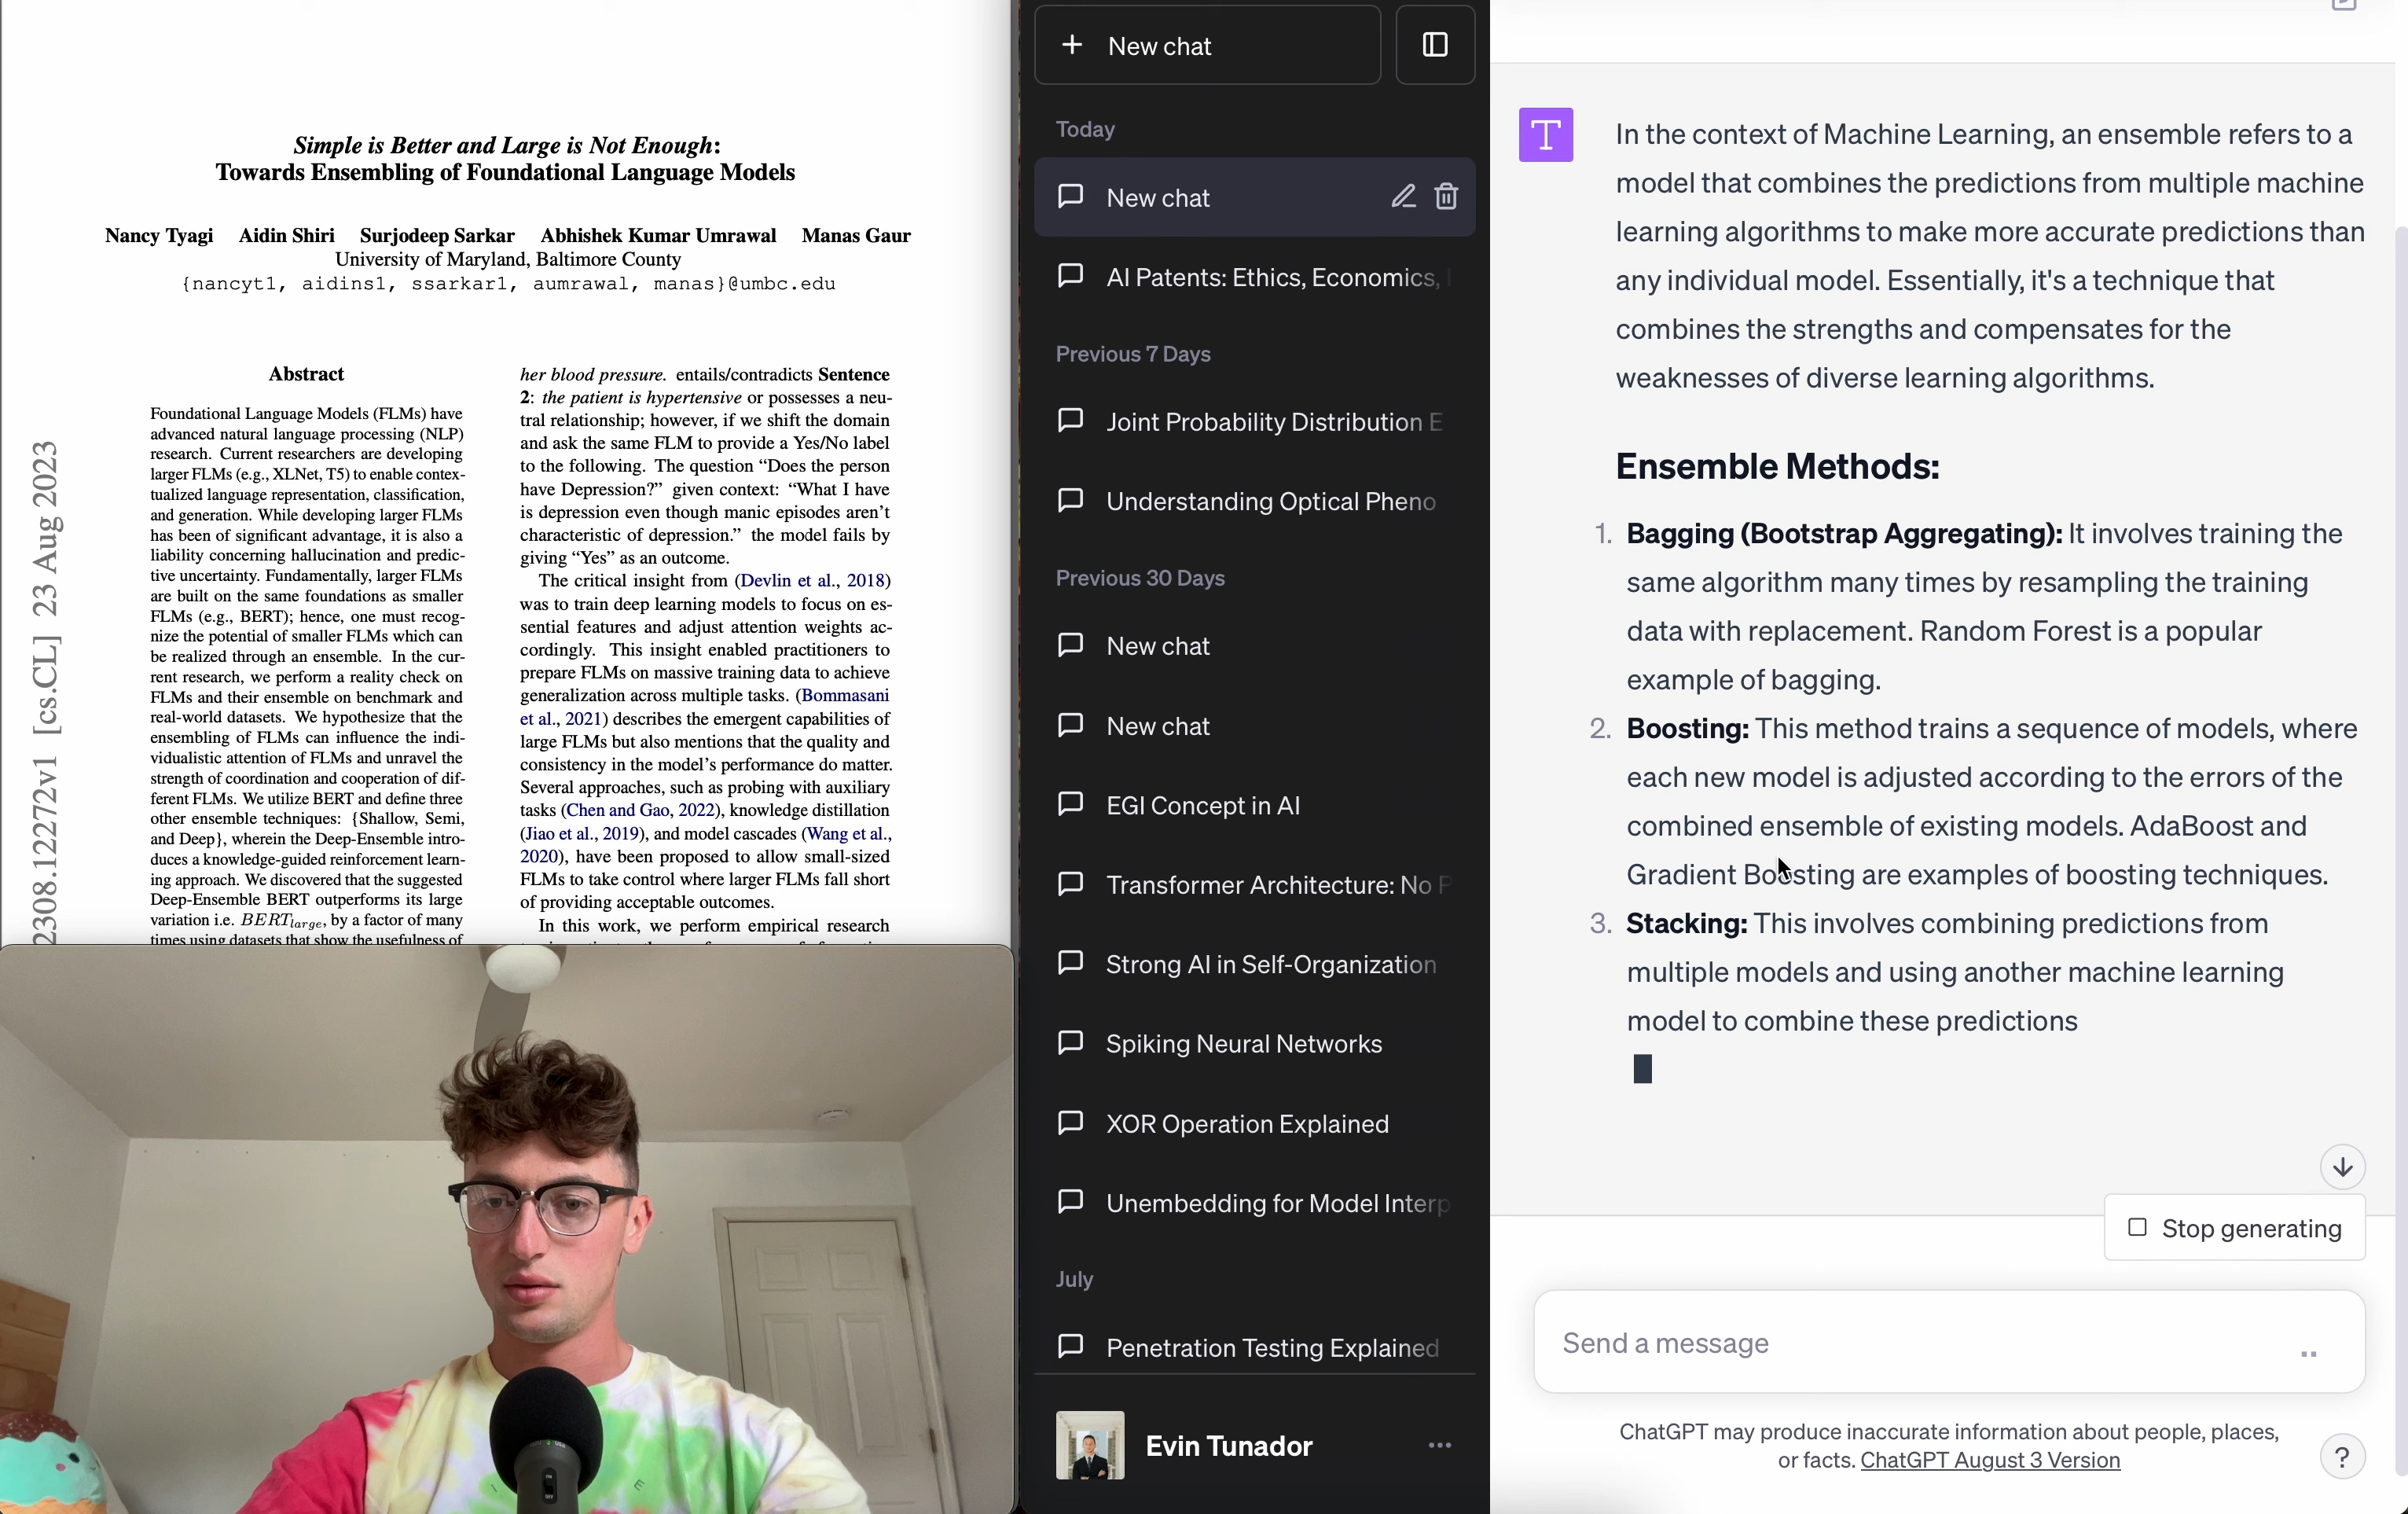 Simple is Better and Large is Not Enough:
Towards Ensembling of Foundational Language Models
Nancy Tyagi Aidin Shiri Surjodeep Sarkar Abhishek Kumar Umrawal Manas Gaur
University of Maryland, Baltimore County
{nancyt1, aidins1, ssarkar1, aumrawal, manas}@umbc.edu
2308.12272v1 [cs.CL] 23 Aug 2023
Abstract
Foundational Language Models (FLMs) have
advanced natural language processing (NLP)
research. Current researchers are developing
larger FLMs (e.g., XLNet, T5) to enable contex-
tualized language representation, classification,
and generation. While developing larger FLMs
has been of significant advantage, it is also a
liability concerning hallucination and predic-
tive uncertainty. Fundamentally, larger FLMs
are built on the same foundations as smaller
FLMs (e.g., BERT); hence, one must recog-
nize the potential of smaller FLMs which can
be realized through an ensemble. In the cur-
rent research, we perform a reality check on
FLMs and their ensemble on benchmark and
real-world datasets. We hypothesize that the
ensembling of FLMs can influence the indi-
vidualistic attention of FLMs and unravel the
strength of coordination and cooperation of dif-
ferent FLMs. We utilize BERT and define three
other ensemble techniques: {Shallow, Semi,
and Deep}, wherein the Deep-Ensemble intro-
duces a knowledge-guided reinforcement learn-
ing approach. We discovered that the suggested
Deep-Ensemble BERT outperforms its large
variation i.e. BERTlarge, by a factor of many
times using datasets that show the usefulness of
her blood pressure. entails/contradicts Sentence
2: the patient is hypertensive or possesses a neu-
tral relationship; however, if we shift the domain
and ask the same FLM to provide a Yes/No label
to the following. The question “Does the person
have Depression?” given context: “What I have
is depression even though manic episodes aren’t
characteristic of depression.” the model fails by
giving “Yes” as an outcome.
The critical insight from (Devlin et al., 2018)
was to train deep learning models to focus on es-
sential features and adjust attention weights ac-
cordingly. This insight enabled practitioners to
prepare FLMs on massive training data to achieve
generalization across multiple tasks. (Bommasani
et al., 2021) describes the emergent capabilities of
large FLMs but also mentions that the quality and
consistency in the model’s performance do matter.
Several approaches, such as probing with auxiliary
tasks (Chen and Gao, 2022), knowledge distillation
(Jiao et al., 2019), and model cascades (Wang et al.,
2020), have been proposed to allow small-sized
FLMs to take control where larger FLMs fall short
of providing acceptable outcomes.
In this work, we perform empirical research
New chat
Today
New chat
AI Patents: Ethics, Economics,
Previous 7 Days
Joint Probability Distribution E
Understanding Optical Pheno
Previous 30 Days
New chat
New chat
EGI Concept in AI
Transformer Architecture: No P
Strong AI in Self-Organization
Spiking Neural Networks
XOR Operation Explained
Unembedding for Model Interp
July
Penetration Testing Explained
Evin Tunador
T
In the context of Machine Learning, an ensemble refers to a
model that combines the predictions from multiple machine
learning algorithms to make more accurate predictions than
any individual model. Essentially, it's a technique that
combines the strengths and compensates for the
weaknesses of diverse learning algorithms.
Ensemble Methods:
1. Bagging (Bootstrap Aggregating): It involves training the
same algorithm many times by resampling the training
data with replacement. Random Forest is a popular
example of bagging.
2. Boosting: This method trains a sequence of models, where
each new model is adjusted according to the errors of the
combined ensemble of existing models. AdaBoost and
Gradient Boosting are examples of boosting techniques.
3. Stacking: This involves combining predictions from
multiple models and using another machine learning
model to combine these predictions
Stop generating
Send a message
ChatGPT may produce inaccurate information about people, places,
or facts. ChatGPT August 3 Version
?